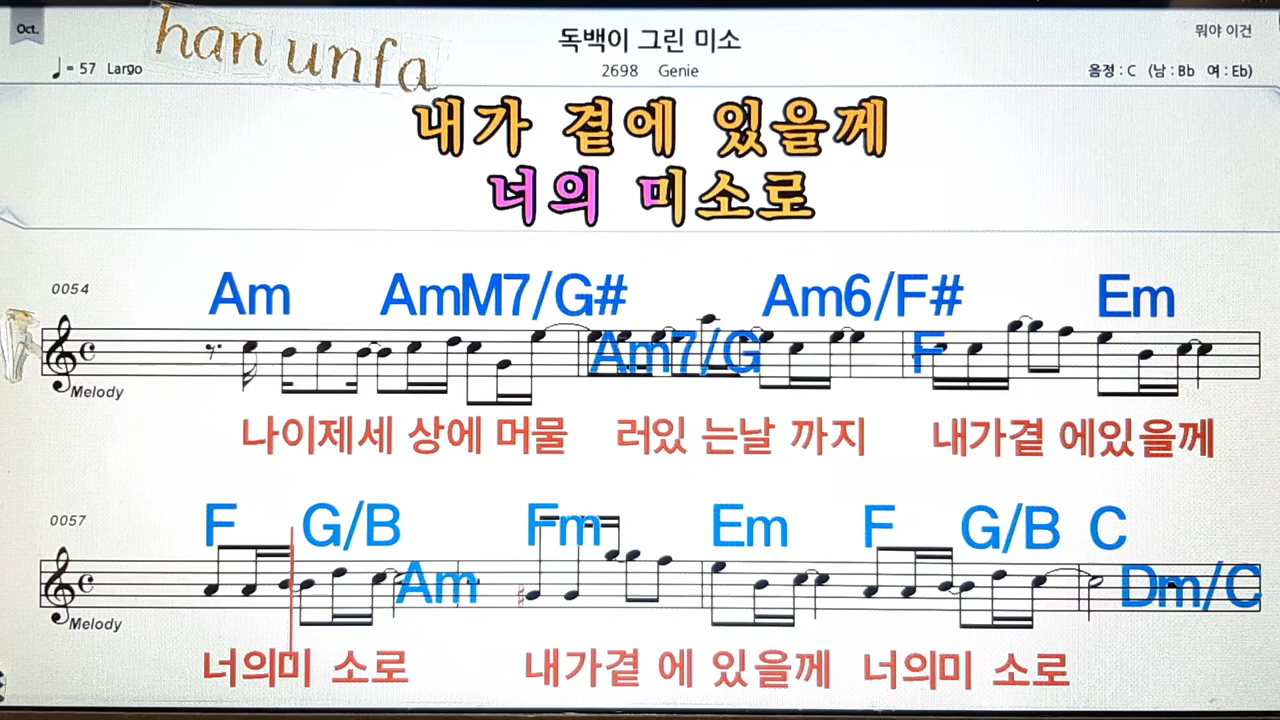 Oct.
han unfa
독백이 그린 미소
뭐야 이건
♩= 57 Largo
2698 Genie
음정 : C (남 : Bb 여 : Eb)
내가 곁에 있을께
너의 미소로
0054
Am AmM7/G# Am7/G Am6/F# F Em
Melody
나이제세 상에 머물 러있 는날 까지 내가곁 에있을께
0057
F G/B Am Fm Em F G/B C Dm/C
Melody
너의미 소로 내가곁 에 있을께 너의미 소로